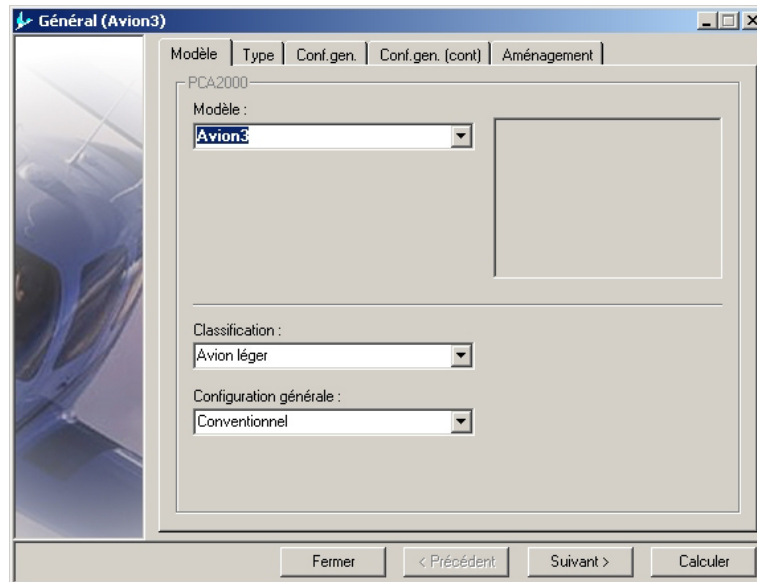 Général (Avion3)
Modèle
Type
Conf.gen.
Conf.gen. (cont)
Aménagement
PCA2000
Modèle :
Avion3
Classification :
Avion léger
Configuration générale :
Conventionnel
Fermer
< Précédent
Suivant >
Calculer